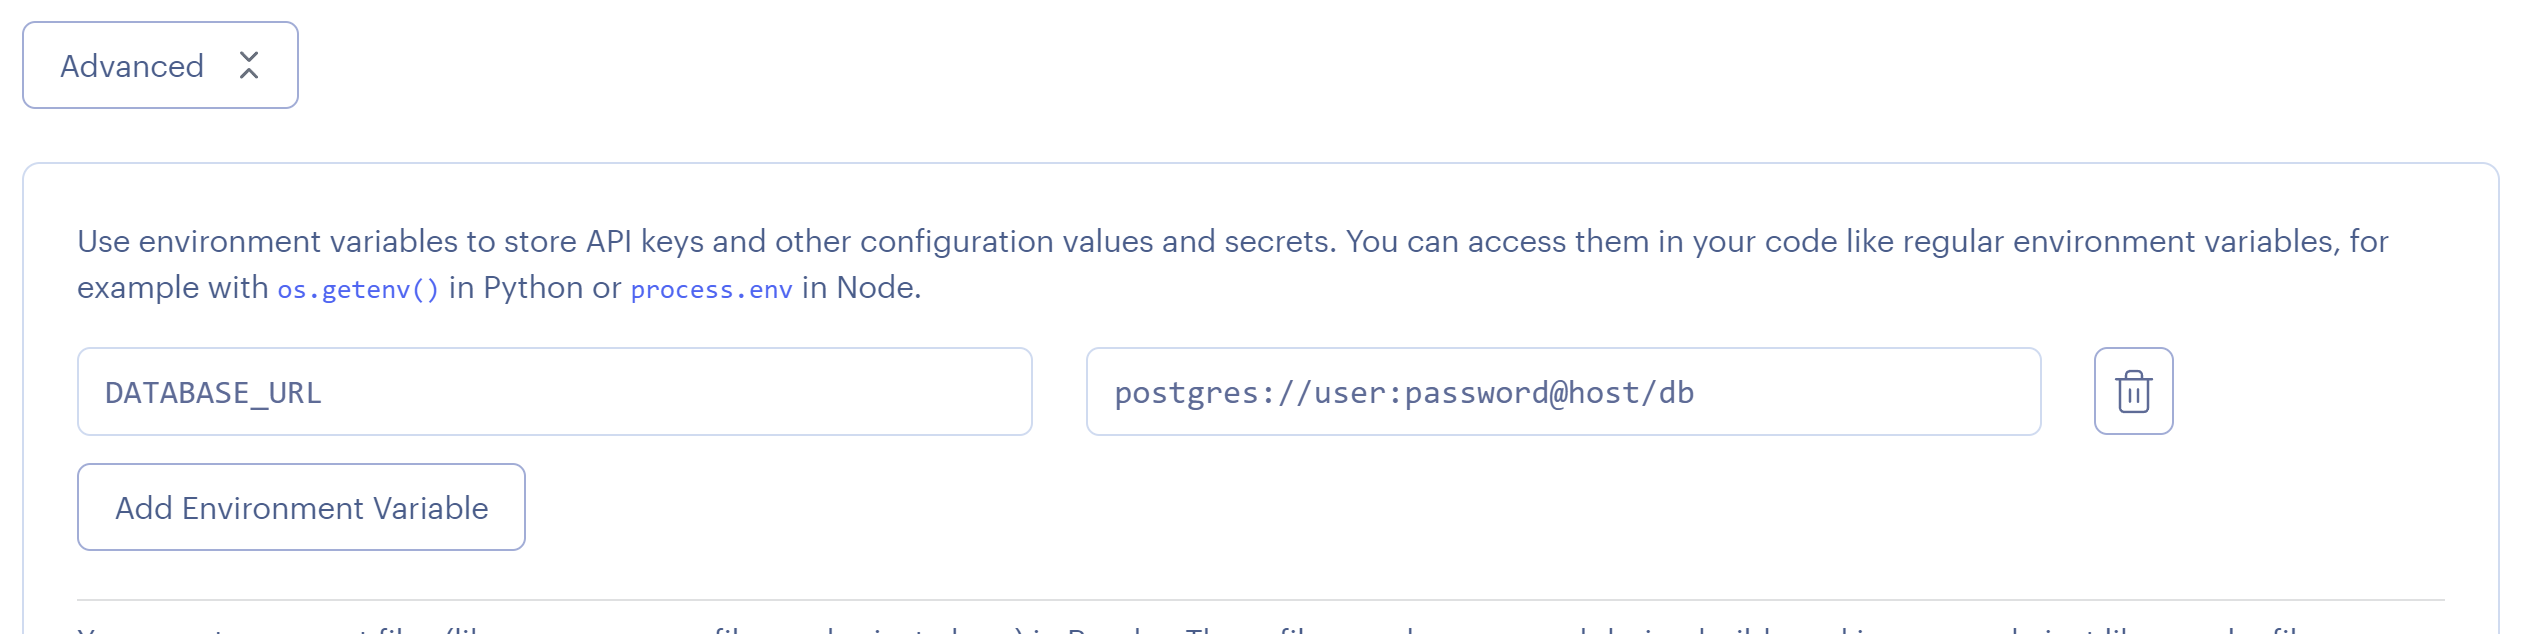 Advanced
Use environment variables to store API keys and other configuration values and secrets. You can access them in your code like regular environment variables, for
example with os.getenv() in Python or process.env in Node.
DATABASE_URL
postgres://user:password@host/db
Add Environment Variable